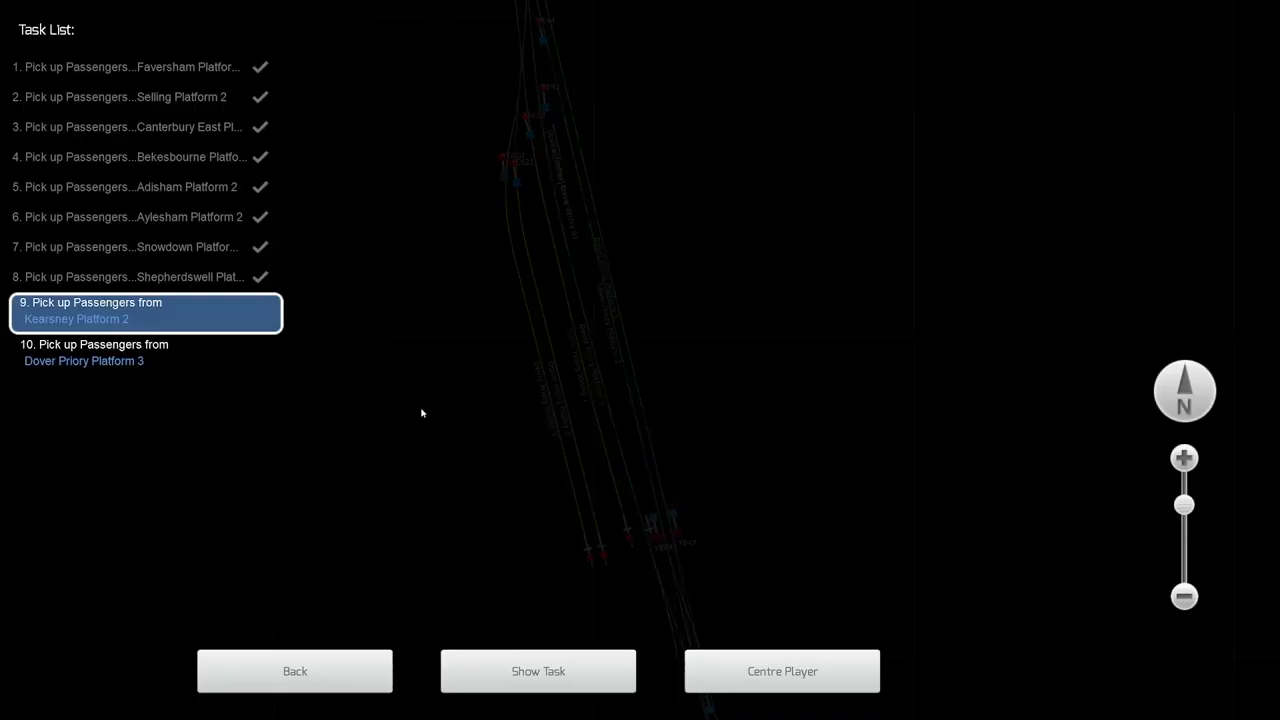 Task List:
1. Pick up Passengers...Faversham Platfor...
2. Pick up Passengers...Selling Platform 2
3. Pick up Passengers...Canterbury East Pl...
4. Pick up Passengers...Bekesbourne Platfo...
5. Pick up Passengers...Adisham Platform 2
6. Pick up Passengers...Aylesham Platform 2
7. Pick up Passengers...Snowdown Platfor...
8. Pick up Passengers...Shepherdswell Plat...
9. Pick up Passengers from
Kearsney Platform 2
10. Pick up Passengers from
Dover Priory Platform 3
N
Back
Show Task
Centre Player